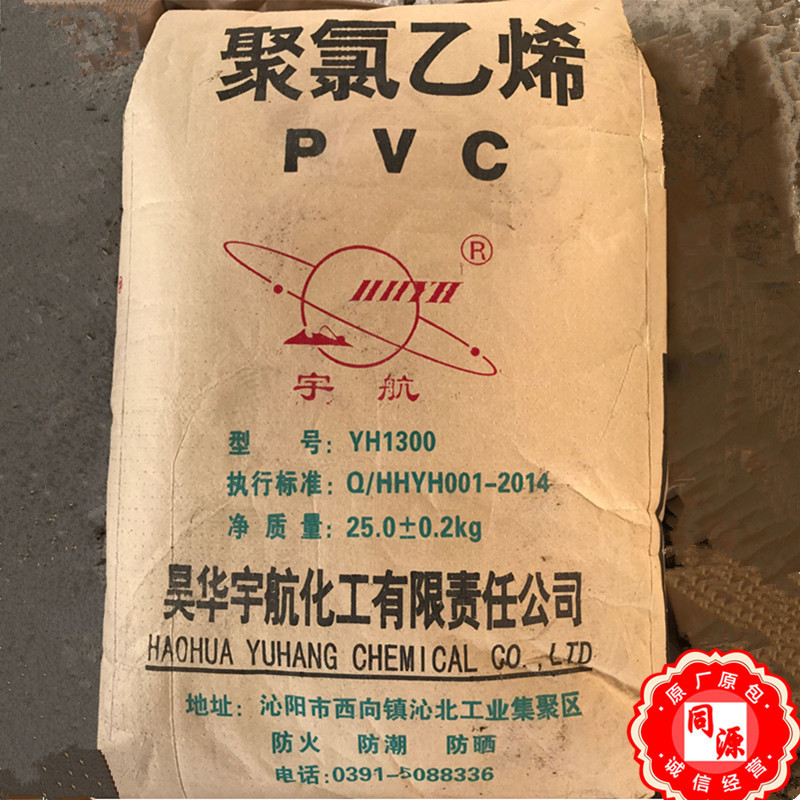 聚氯乙烯
PVC
®
HHYH
宇航
型 号: YH1300
执行标准: Q/HHYH001-2014
净质量: 25.0±0.2kg
昊华宇航化工有限责任公司
HAOHUA YUHANG CHEMICAL CO.,LTD
地址: 沁阳市西向镇沁北工业集聚区
防火 防潮 防晒
电话:0391-5088336
原厂原包
同源
诚信经营